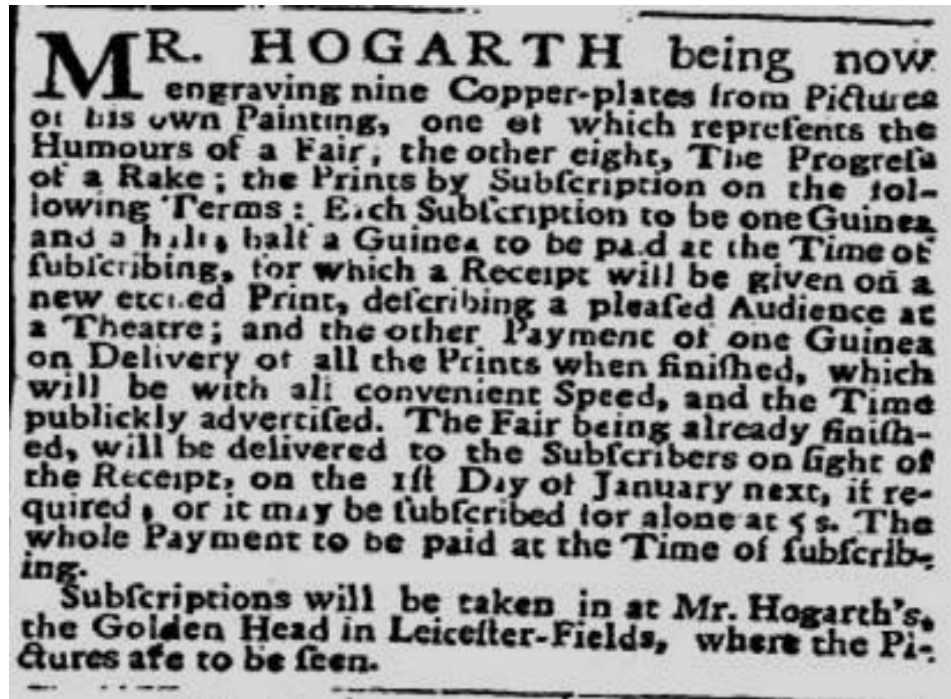 MR. HOGARTH being now
engraving nine Copper-plates from Pictures
of his own Painting, one of which repreſents the
Humours of a Fair, the other eight, The Progreſs
of a Rake; the Prints by Subſcription on the fol-
lowing Terms: Each Subſcription to be one Guinea
and a half, half a Guinea to be paid at the Time of
ſubſcribing, for which a Receipt will be given on a
new etched Print, deſcribing a pleaſed Audience at
a Theatre; and the other Payment of one Guinea
on Delivery of all the Prints when finiſhed, which
will be with all convenient Speed, and the Time
publickly advertiſed. The Fair being already finiſh-
ed, will be delivered to the Subſcribers on ſight of
the Receipt, on the 1ſt Day of January next, if re-
quired, or it may be ſubſcribed for alone at 5 s. The
whole Payment to be paid at the Time of ſubſcrib-
ing.
Subſcriptions will be taken in at Mr. Hogarth's,
the Golden Head in Leiceſter-Fields, where the Pi-
ctures are to be ſeen.